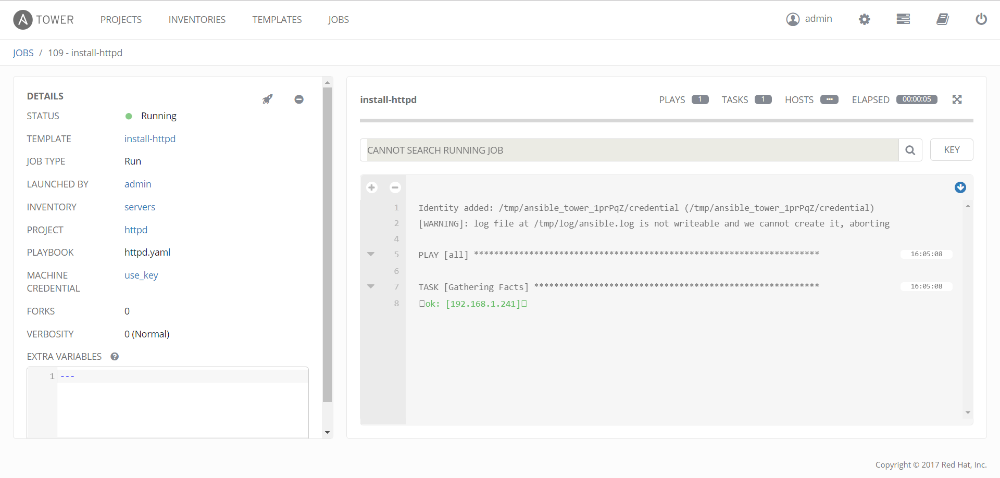 TOWER PROJECTS INVENTORIES TEMPLATES JOBS admin
JOBS / 109 - install-httpd
DETAILS
STATUS Running
TEMPLATE install-httpd
JOB TYPE Run
LAUNCHED BY admin
INVENTORY servers
PROJECT httpd
PLAYBOOK httpd.yaml
MACHINE CREDENTIAL use_key
FORKS 0
VERBOSITY 0 (Normal)
EXTRA VARIABLES ?
1 ---
install-httpd PLAYS 1 TASKS 1 HOSTS --- ELAPSED 00:00:05
CANNOT SEARCH RUNNING JOB KEY
1 Identity added: /tmp/ansible_tower_1prPqZ/credential (/tmp/ansible_tower_1prPqZ/credential)
2 [WARNING]: log file at /tmp/log/ansible.log is not writeable and we cannot create it, aborting
4
5 PLAY [all] ********************************************************************* 16:05:08
6
7 TASK [Gathering Facts] ********************************************************* 16:05:08
8 ok: [192.168.1.241]
Copyright © 2017 Red Hat, Inc.